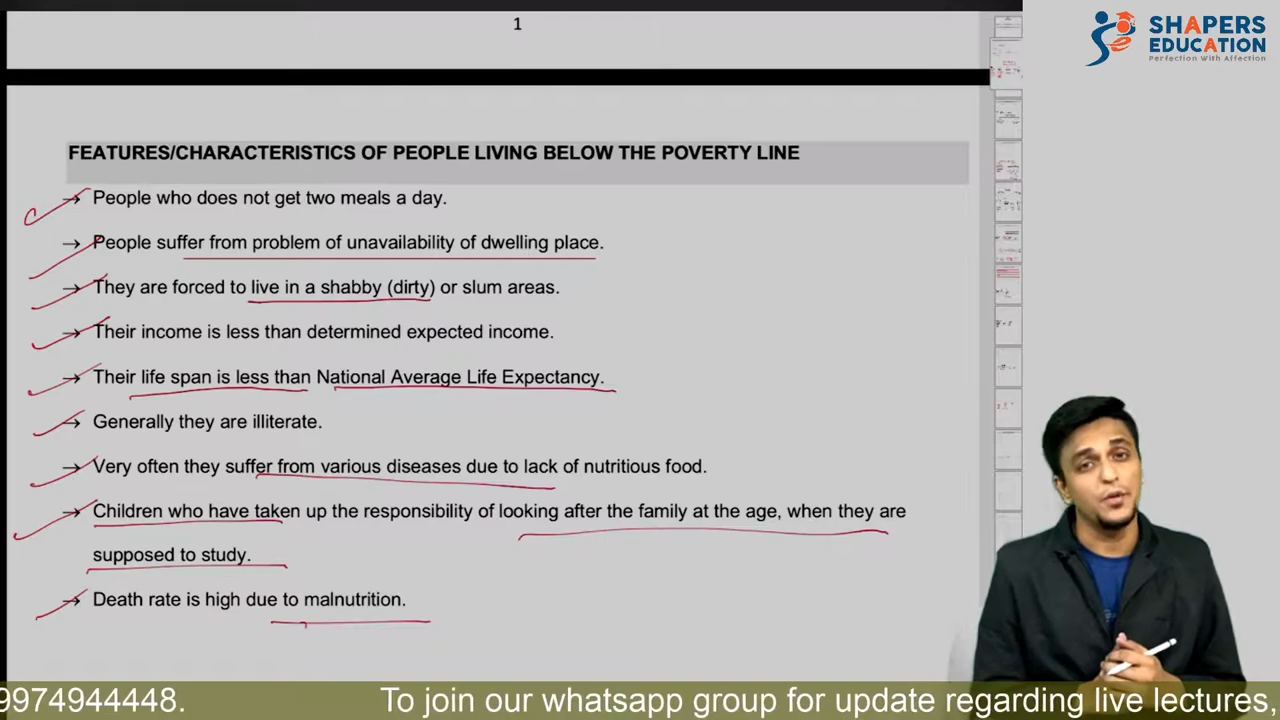 1
SHAPERS
EDUCATION
Perfection With Affection
FEATURES/CHARACTERISTICS OF PEOPLE LIVING BELOW THE POVERTY LINE
→ People who does not get two meals a day.
→ People suffer from problem of unavailability of dwelling place.
→ They are forced to live in a shabby (dirty) or slum areas.
→ Their income is less than determined expected income.
→ Their life span is less than National Average Life Expectancy.
→ Generally they are illiterate.
→ Very often they suffer from various diseases due to lack of nutritious food.
→ Children who have taken up the responsibility of looking after the family at the age, when they are
supposed to study.
→ Death rate is high due to malnutrition.
9974944448. To join our whatsapp group for update regarding live lectures,